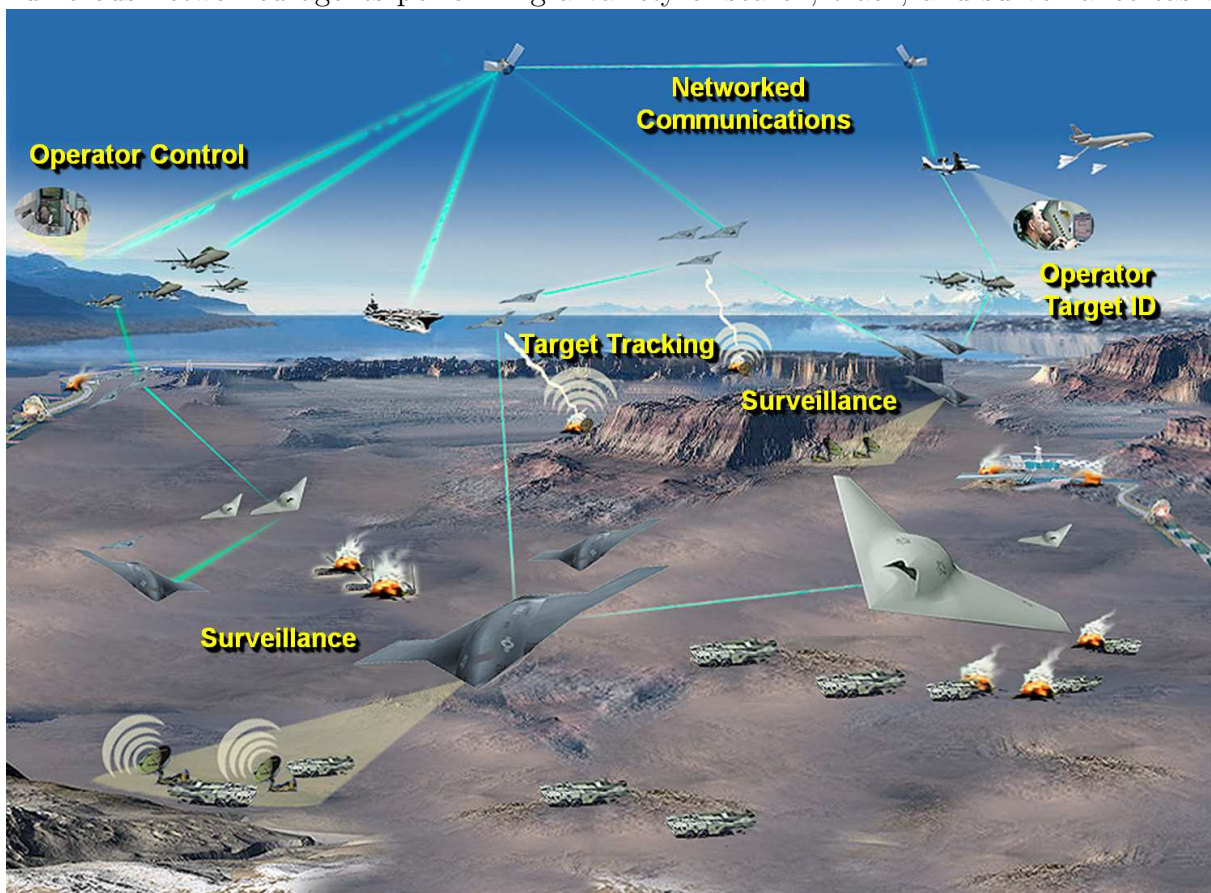 Networked
Communications
Operator Control
Operator
Target ID
Target Tracking
Surveillance
Surveillance